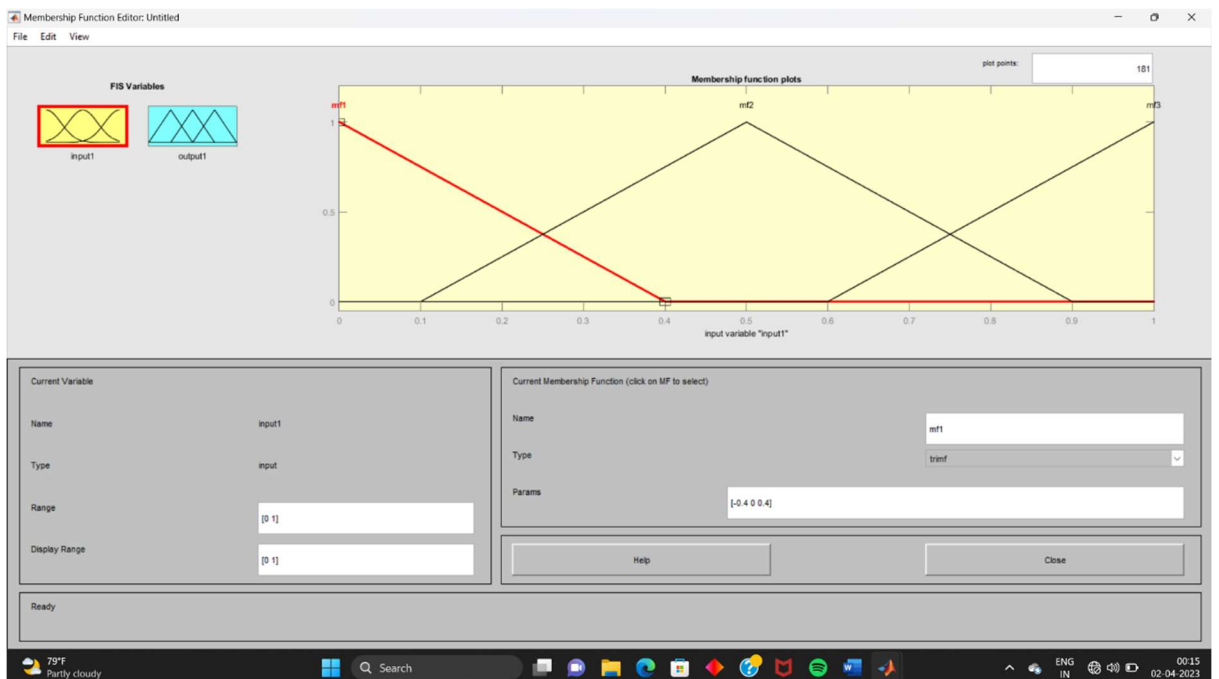 Membership Function Editor: Untitled
File Edit View
FIS Variables
input1
output1
plot points:
181
Membership function plots
mf1
mf2
mf3
1
0.5
0
0 0.1 0.2 0.3 0.4 0.5 0.6 0.7 0.8 0.9 1
input variable "input1"
Current Variable
Name input1
Type input
Range [0 1]
Display Range [0 1]
Current Membership Function (click on MF to select)
Name mf1
Type trimf
Params [-0.4 0 0.4]
Help
Close
Ready
79°F
Partly cloudy
Search
ENG
IN
00:15
02-04-2023